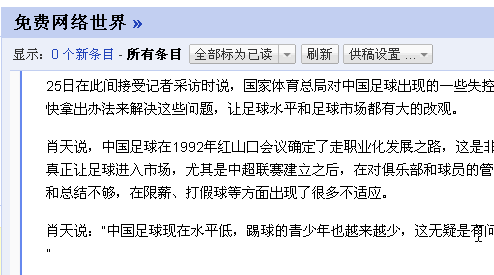 免费网络世界 »
显示：0 个新条目 - 所有条目 全部标为已读 刷新 供稿设置 ...
25日在此间接受记者采访时说，国家体育总局对中国足球出现的一些失控
快拿出办法来解决这些问题，让足球水平和足球市场都有大的改观。
肖天说，中国足球在1992年红山口会议确定了走职业化发展之路，这是非
真正让足球进入市场，尤其是中超联赛建立之后，在对俱乐部和球员的管
和总结不够，在限薪、打假球等方面出现了很多不适应。
肖天说："中国足球现在水平低，踢球的青少年也越来越少，这无疑是有问
"